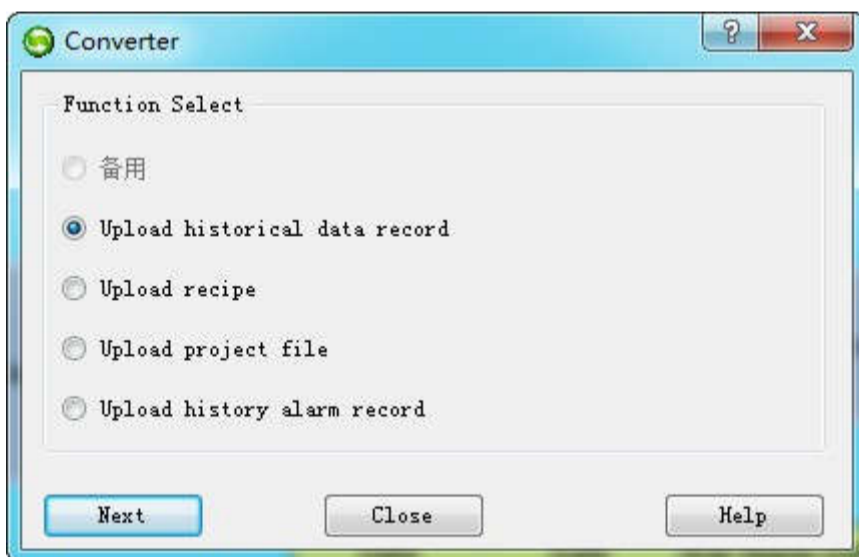 Converter
Function Select
备用
Upload historical data record
Upload recipe
Upload project file
Upload history alarm record
Next Close Help